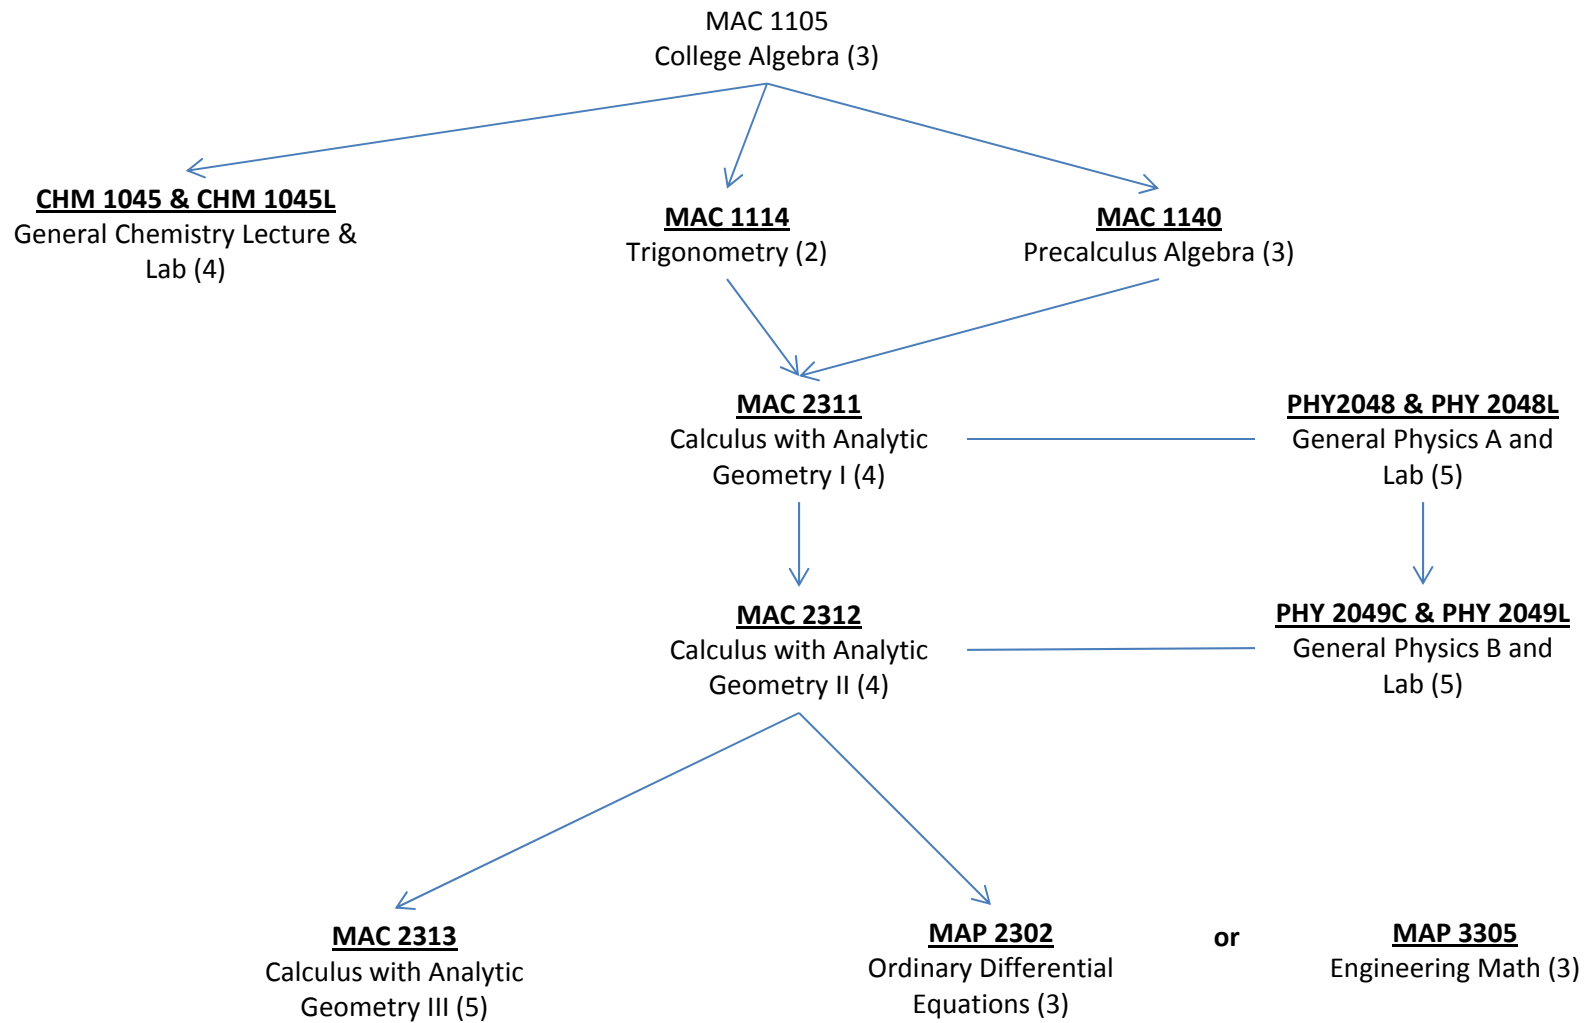 MAC 1105
College Algebra (3)
CHM 1045 & CHM 1045L
General Chemistry Lecture &
Lab (4)
MAC 1114
Trigonometry (2)
MAC 1140
Precalculus Algebra (3)
MAC 2311
Calculus with Analytic
Geometry I (4)
PHY2048 & PHY 2048L
General Physics A and
Lab (5)
MAC 2312
Calculus with Analytic
Geometry II (4)
PHY 2049C & PHY 2049L
General Physics B and
Lab (5)
MAC 2313
Calculus with Analytic
Geometry III (5)
MAP 2302
Ordinary Differential
Equations (3)
or
MAP 3305
Engineering Math (3)